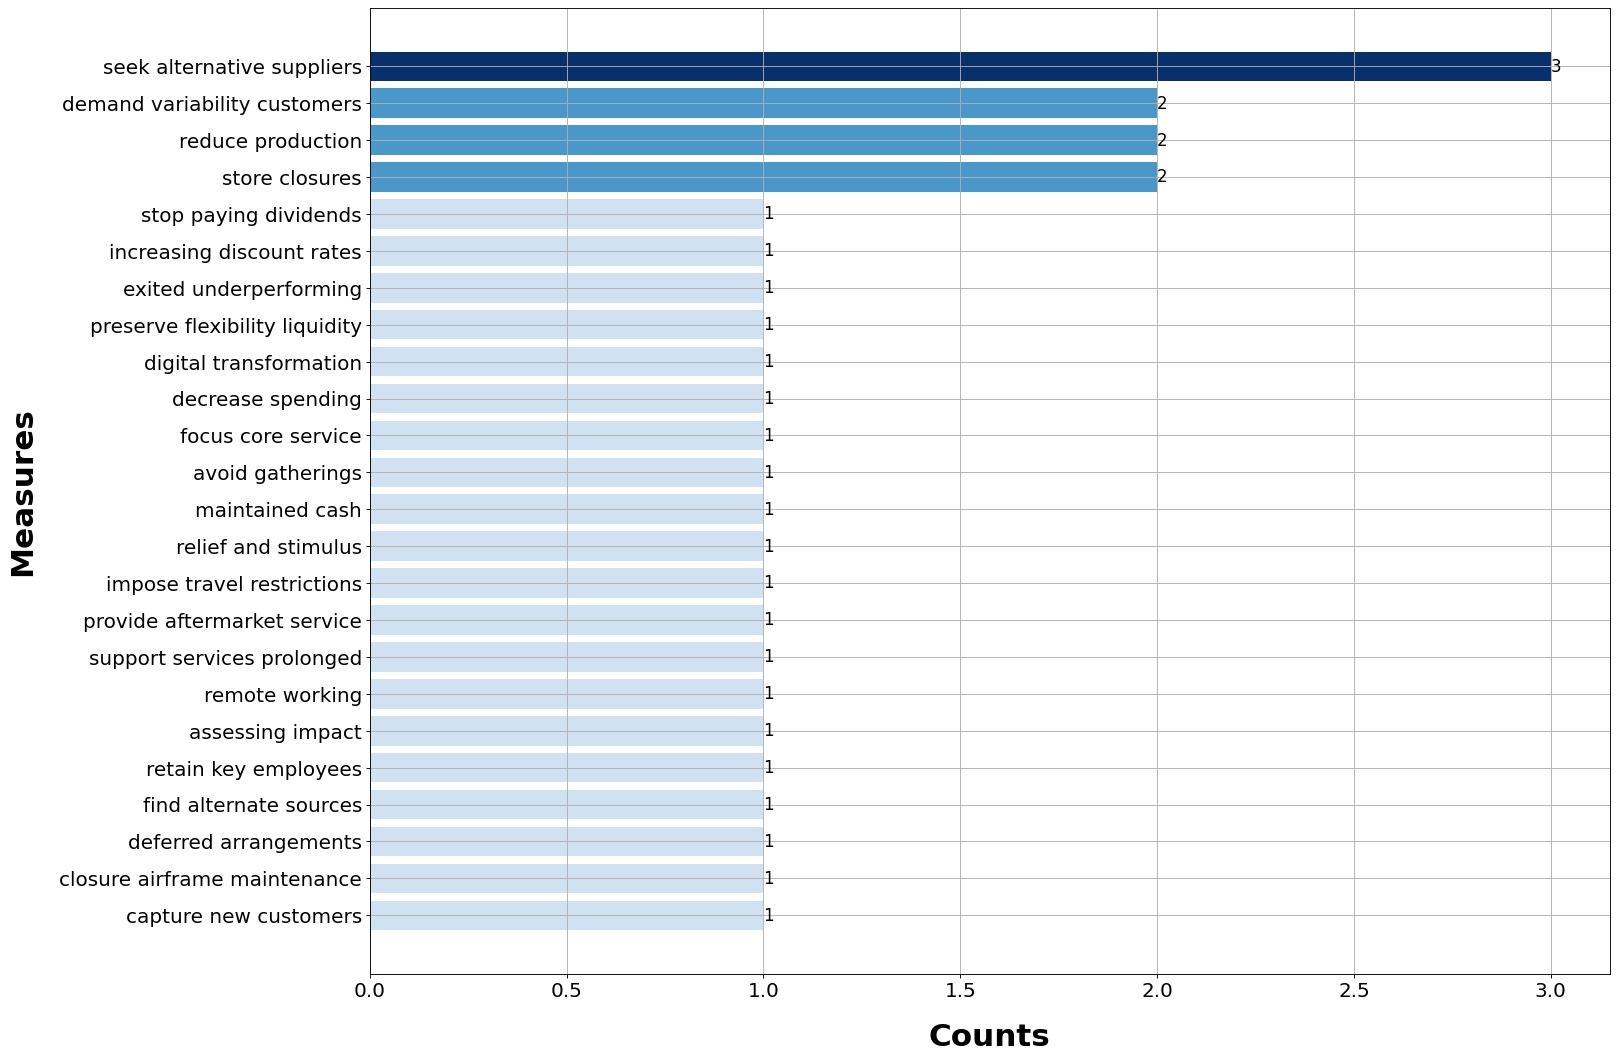 seek alternative suppliers 3
demand variability customers 2
reduce production 2
store closures 2
stop paying dividends 1
increasing discount rates 1
exited underperforming 1
preserve flexibility liquidity 1
digital transformation 1
decrease spending 1
focus core service 1
avoid gatherings 1
maintained cash 1
relief and stimulus 1
impose travel restrictions 1
provide aftermarket service 1
support services prolonged 1
remote working 1
assessing impact 1
retain key employees 1
find alternate sources 1
deferred arrangements 1
closure airframe maintenance 1
capture new customers 1
Measures
0.0 0.5 1.0 1.5 2.0 2.5 3.0
Counts